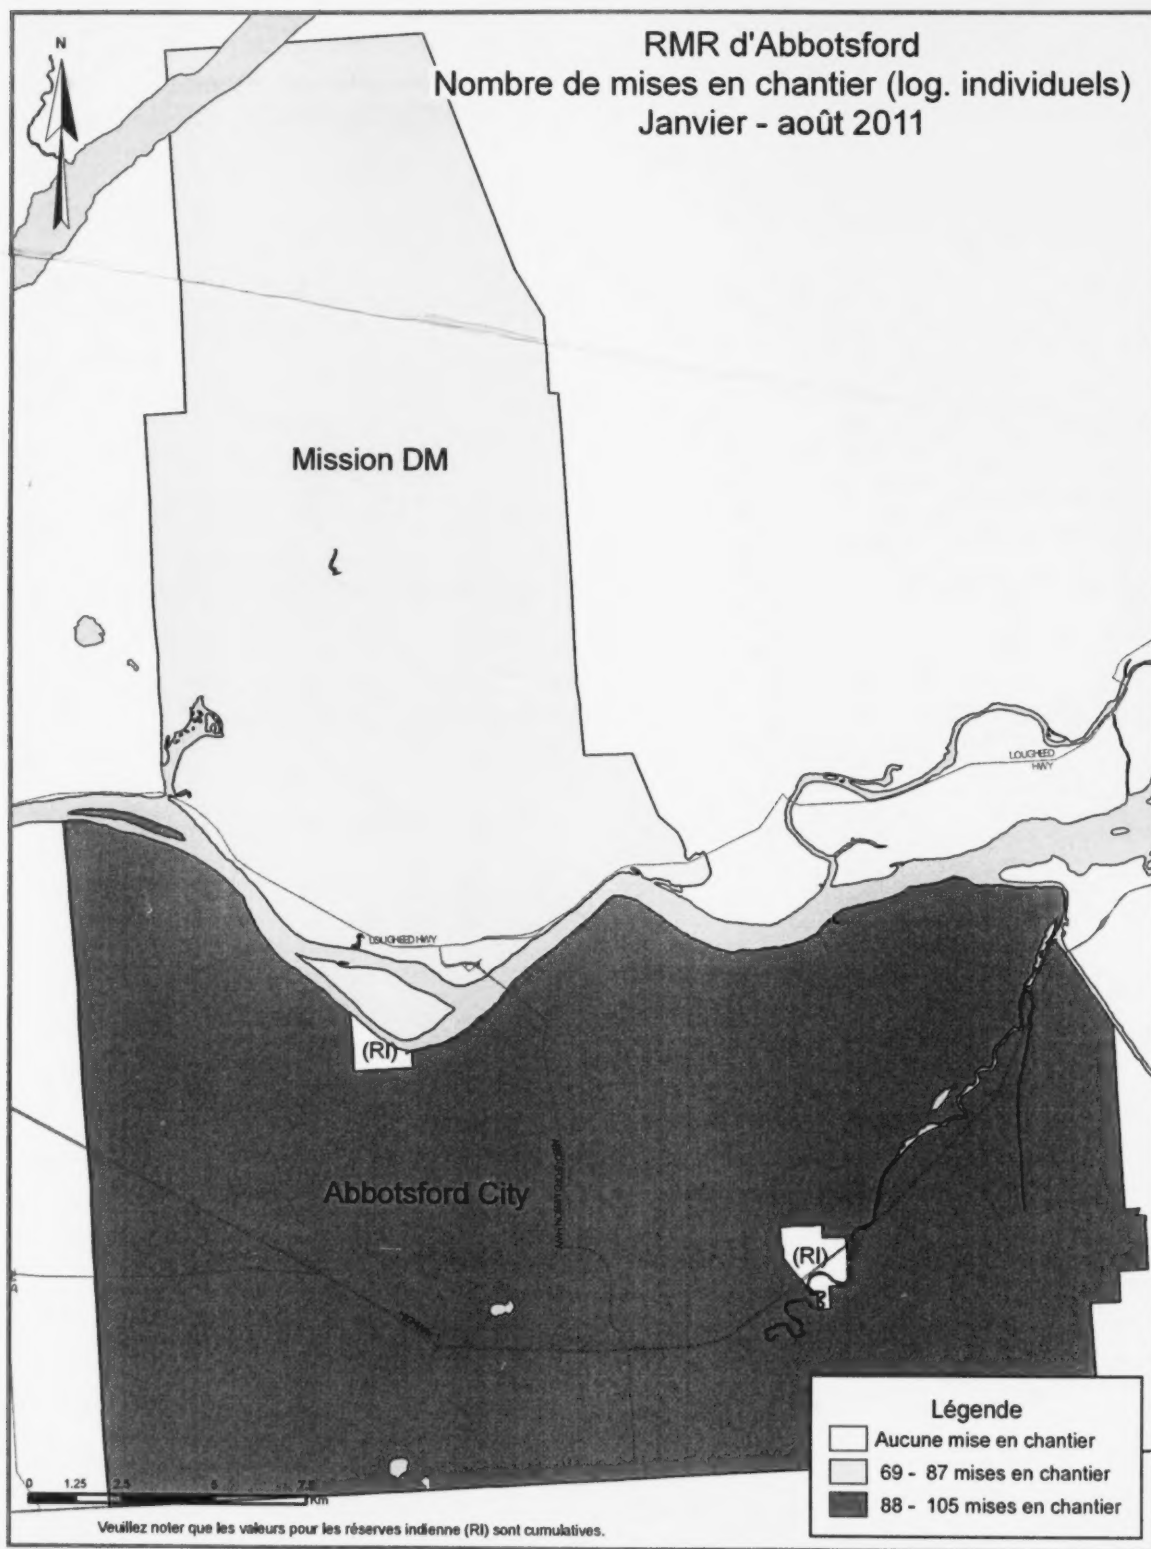 N
RMR d'Abbotsford
Nombre de mises en chantier (log. individuels)
Janvier - août 2011
Mission DM
LOUGHEED
HWY
LOUGHEED HWY
(RI)
Abbotsford City
(RI)
Légende
Aucune mise en chantier
69 - 87 mises en chantier
88 - 105 mises en chantier
0 1.25 2.5 5 7.5
Km
Veuillez noter que les valeurs pour les réserves indienne (RI) sont cumulatives.